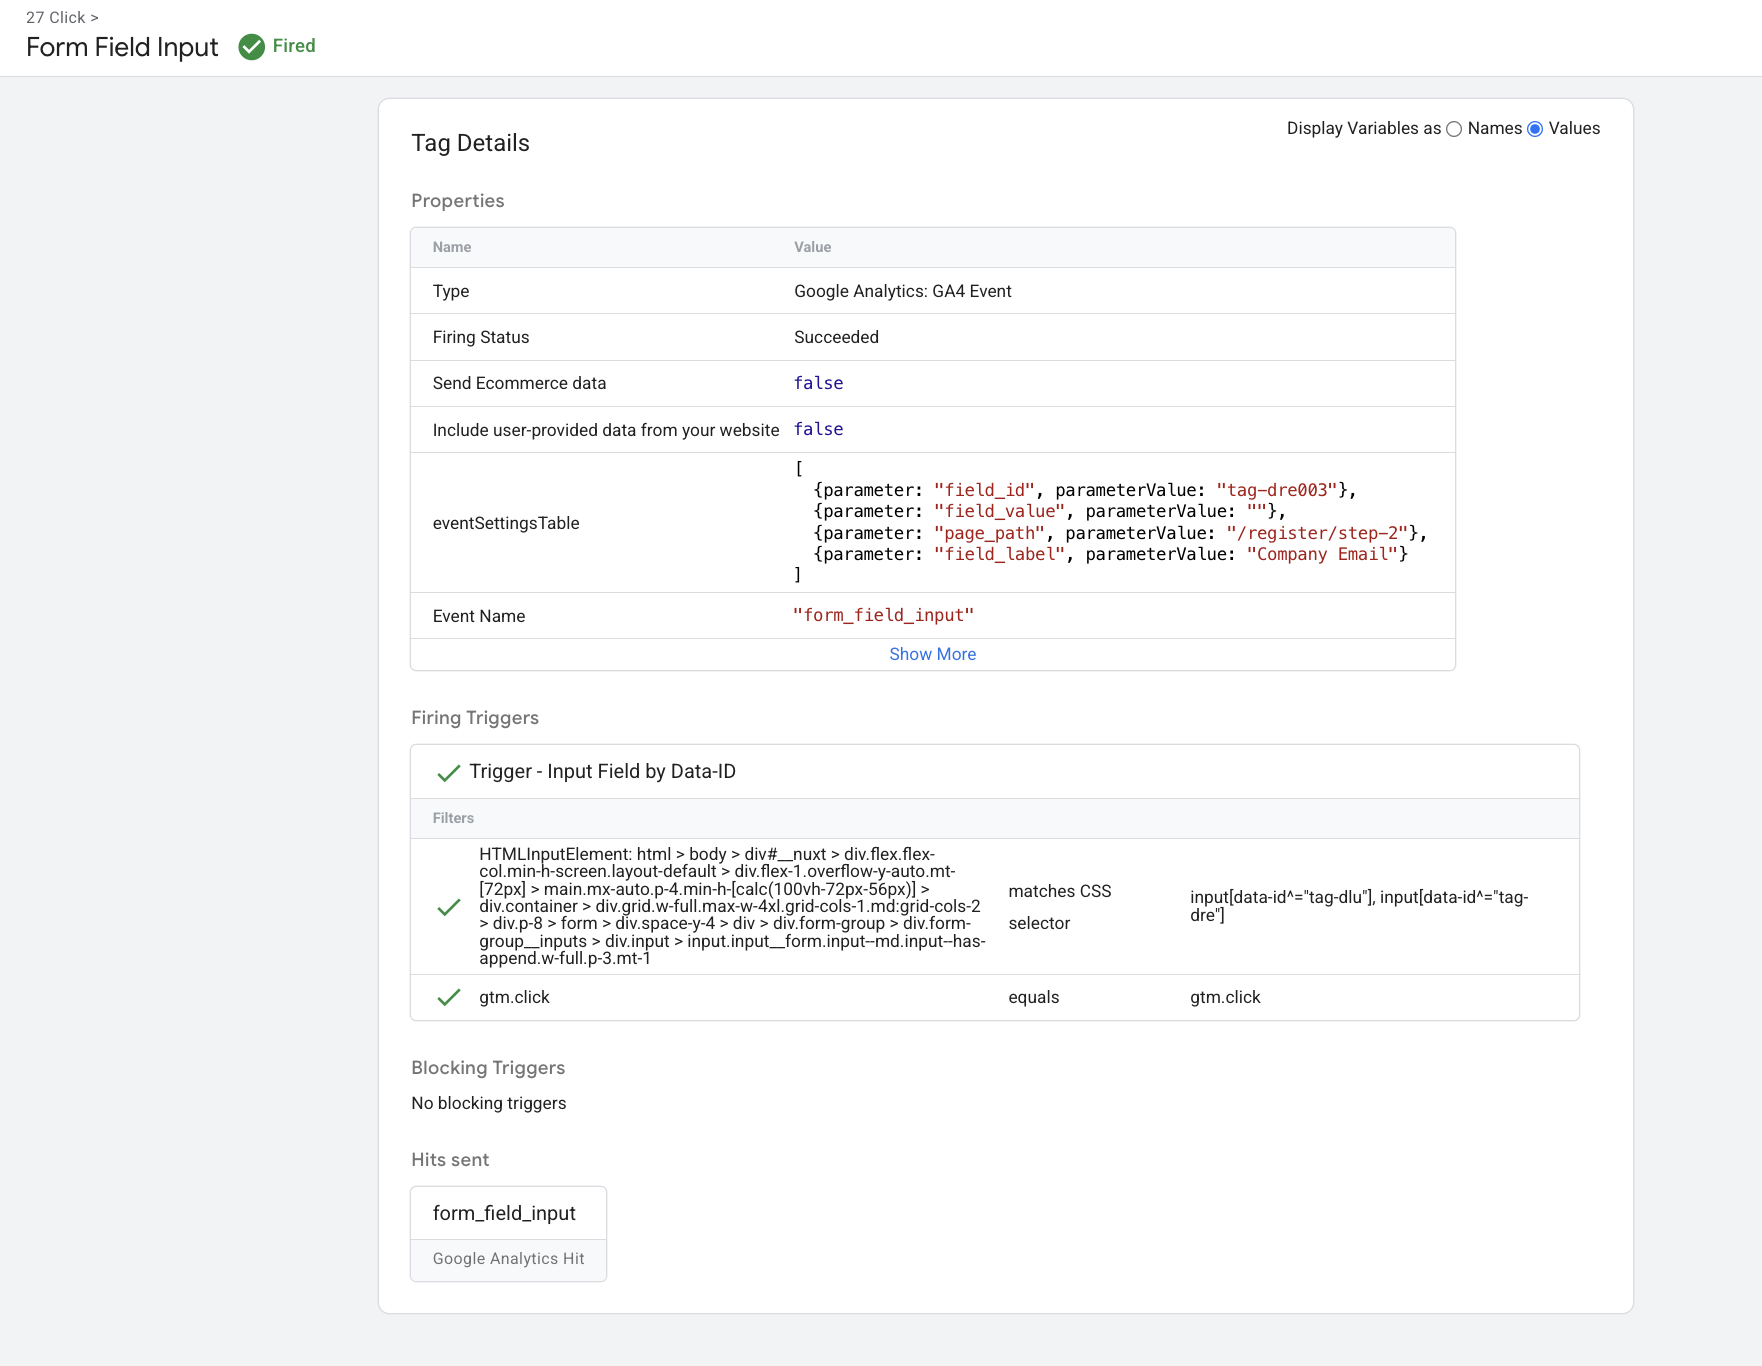 27 Click >
Form Field Input Fired
Tag Details
Display Variables as Names Values
Properties
Name Value
Type Google Analytics: GA4 Event
Firing Status Succeeded
Send Ecommerce data false
Include user-provided data from your website false
eventSettingsTable
[
{parameter: "field_id", parameterValue: "tag-dre003"},
{parameter: "field_value", parameterValue: ""},
{parameter: "page_path", parameterValue: "/register/step-2"},
{parameter: "field_label", parameterValue: "Company Email"}
]
Event Name "form_field_input"
Show More
Firing Triggers
Trigger - Input Field by Data-ID
Filters
HTMLInputElement: html > body > div#__nuxt > div.flex.flex-
col.min-h-screen.layout-default > div.flex-1.overflow-y-auto.mt-
[72px] > main.mx-auto.p-4.min-h-[calc(100vh-72px-56px)] >
div.container > div.grid.w-full.max-w-4xl.grid-cols-1.md:grid-cols-2
> div.p-8 > form > div.space-y-4 > div > div.form-group > div.form-
group__inputs > div.input > input.input__form.input--md.input--has-
append.w-full.p-3.mt-1
matches CSS
selector
input[data-id^="tag-dlu"], input[data-id^="tag-
dre"]
gtm.click equals gtm.click
Blocking Triggers
No blocking triggers
Hits sent
form_field_input
Google Analytics Hit